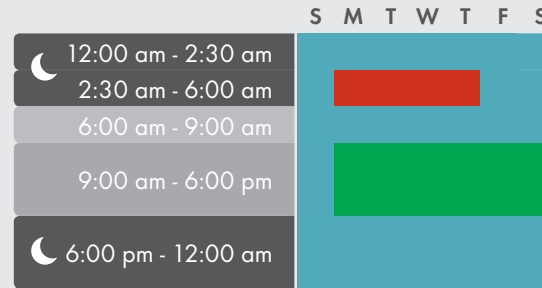 S M T W T F S
12:00 am - 2:30 am
2:30 am - 6:00 am
6:00 am - 9:00 am
9:00 am - 6:00 pm
6:00 pm - 12:00 am